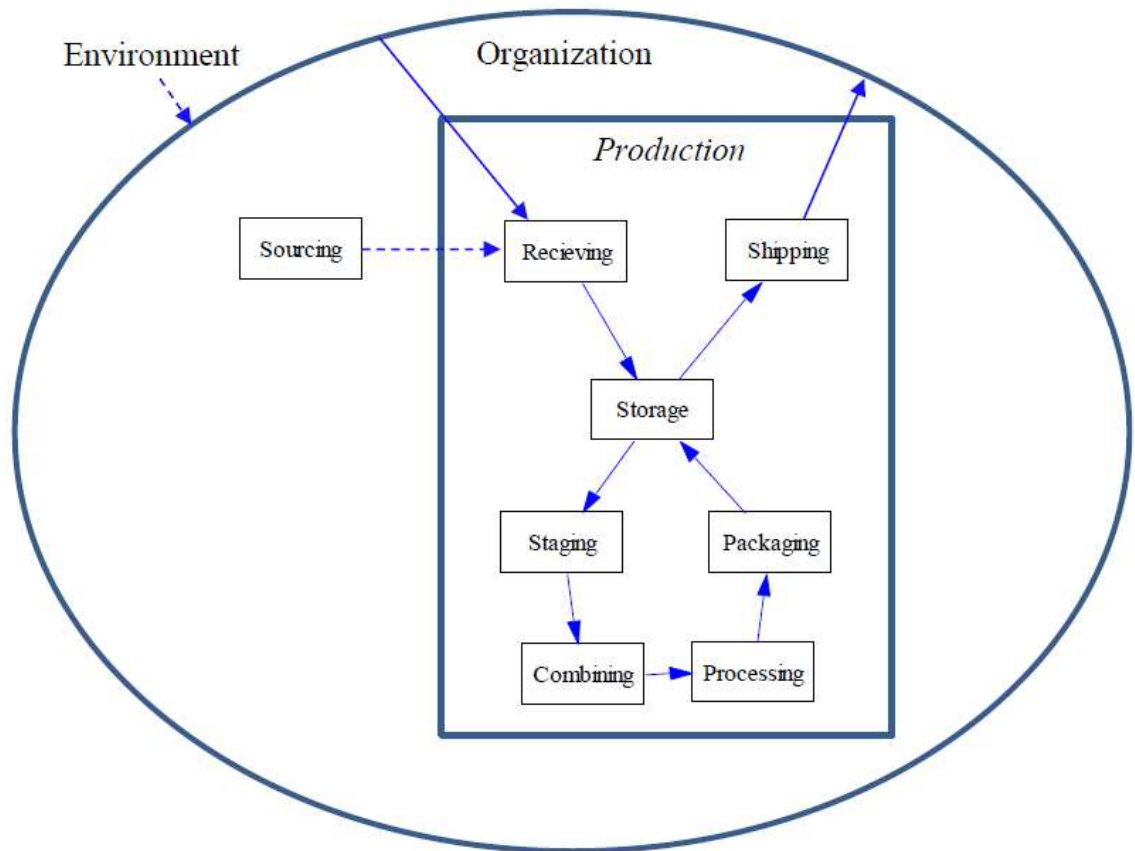 Environment
Organization
Production
Sourcing
Recieving
Shipping
Storage
Staging
Packaging
Combining
Processing